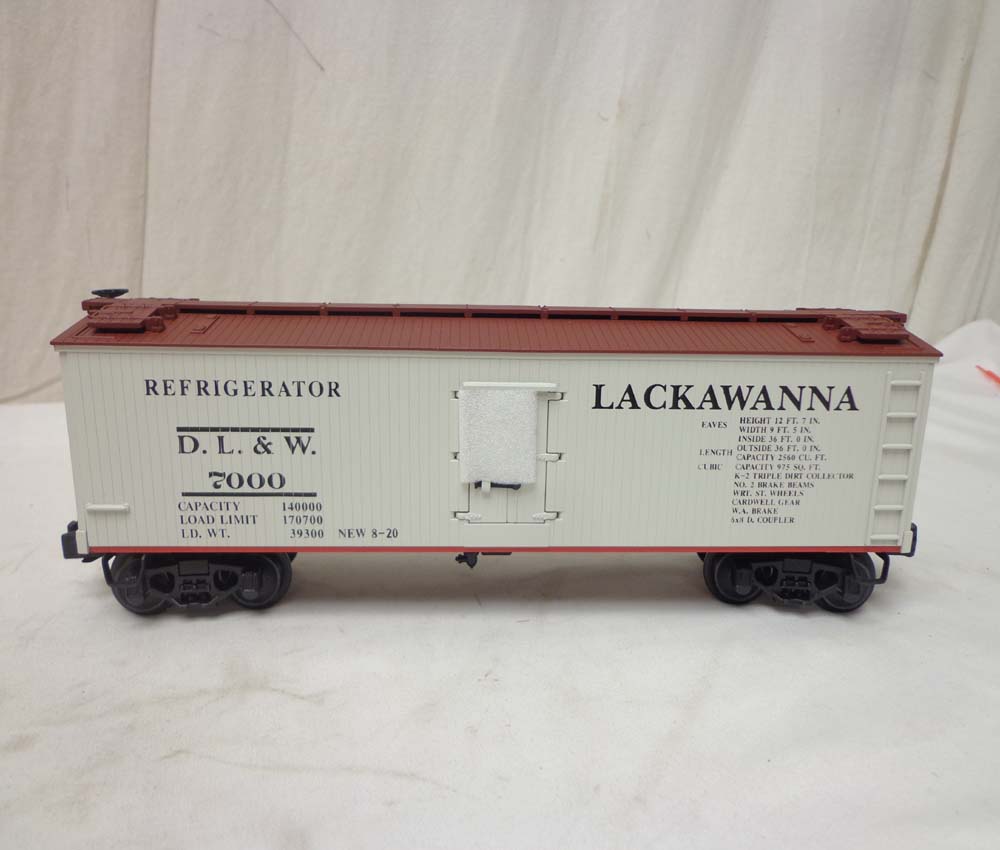 REFRIGERATOR
D. L. & W.
7000
CAPACITY 140000
LOAD LIMIT 170700
LD. WT. 39300 NEW 8-20
LACKAWANNA
EAVES HEIGHT 12 FT. 7 IN.
WIDTH 9 FT. 5 IN.
INSIDE 36 FT. 0 IN.
LENGTH OUTSIDE 36 FT. 0 IN.
CUBIC CAPACITY 2560 CU. FT.
CAPACITY 975 SQ. FT.
K-2 TRIPLE DIRT COLLECTOR
NO. 2 BRAKE BEAMS
WRT. ST. WHEELS
CARDWELL GEAR
W.A. BRAKE
6x8 D. COUPLER